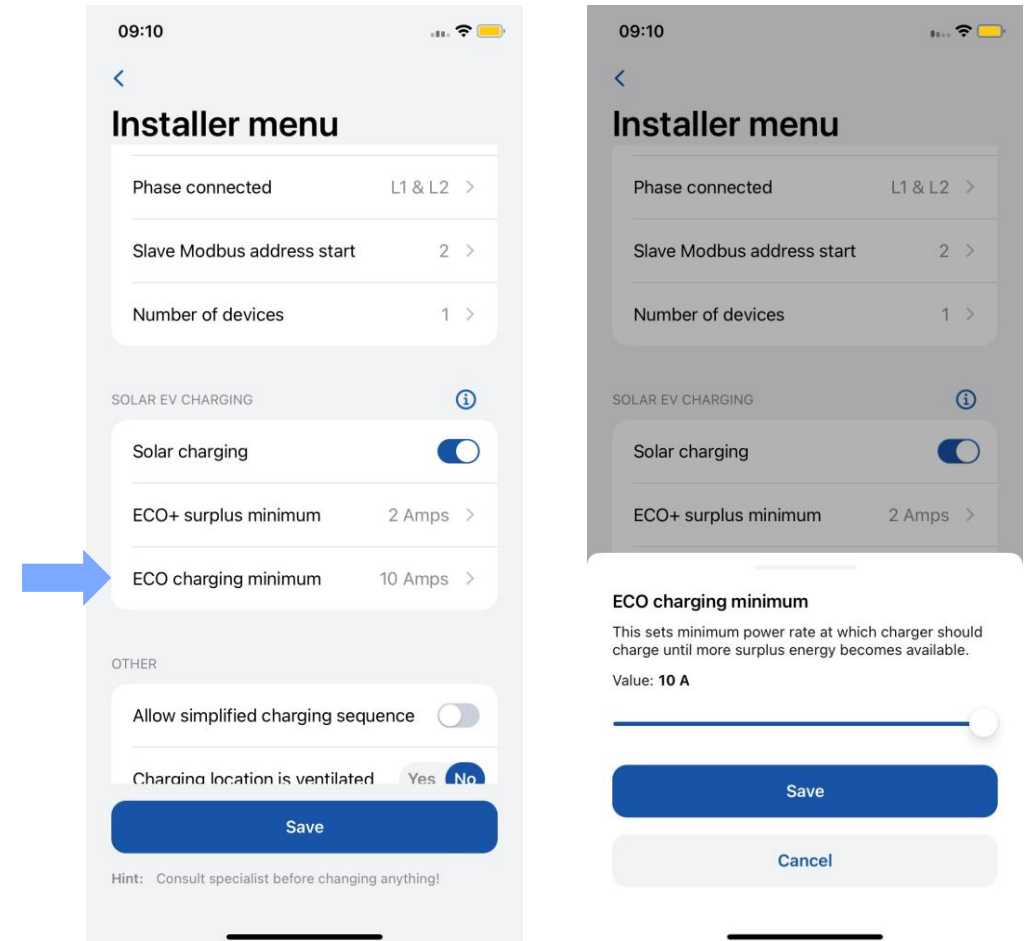 09:10
Installer menu
Phase connected L1 & L2
Slave Modbus address start 2
Number of devices 1
SOLAR EV CHARGING
Solar charging
ECO+ surplus minimum 2 Amps
ECO charging minimum 10 Amps
OTHER
Allow simplified charging sequence
Charging location is ventilated Yes No
Save
Hint: Consult specialist before changing anything!
09:10
Installer menu
Phase connected L1 & L2
Slave Modbus address start 2
Number of devices 1
SOLAR EV CHARGING
Solar charging
ECO+ surplus minimum 2 Amps
ECO charging minimum
This sets minimum power rate at which charger should
charge until more surplus energy becomes available.
Value: 10 A
Save
Cancel